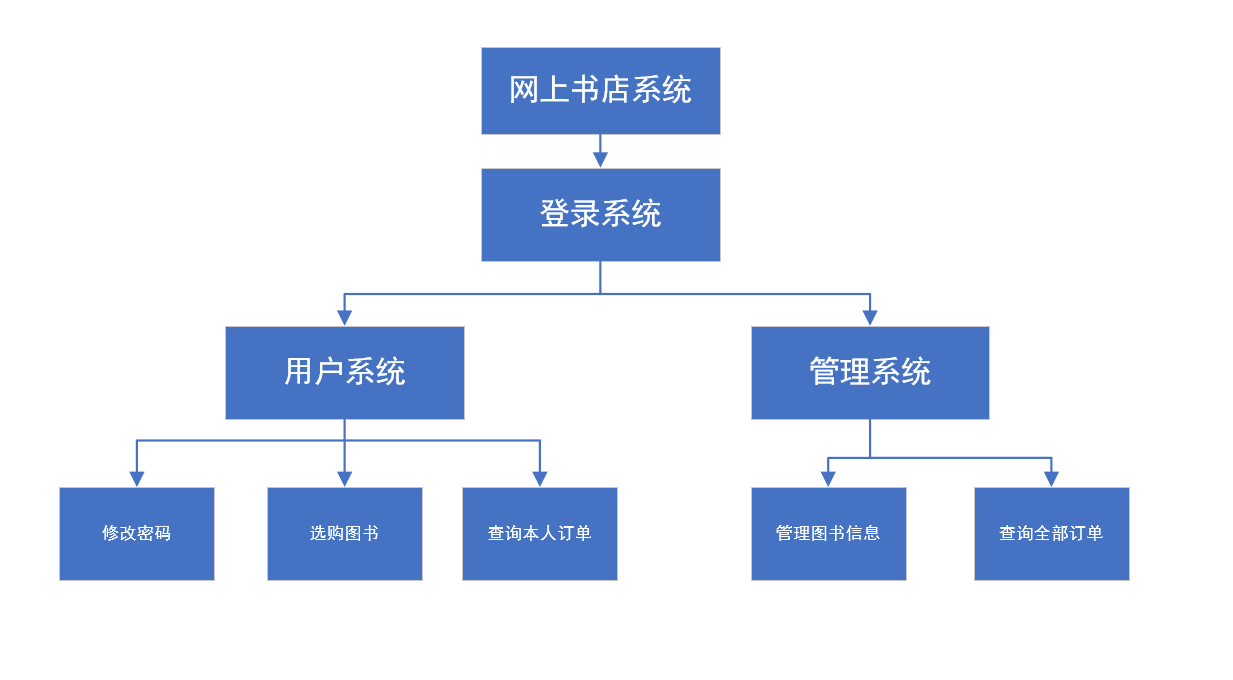 网上书店系统
登录系统
用户系统
管理系统
修改密码
选购图书
查询本人订单
管理图书信息
查询全部订单